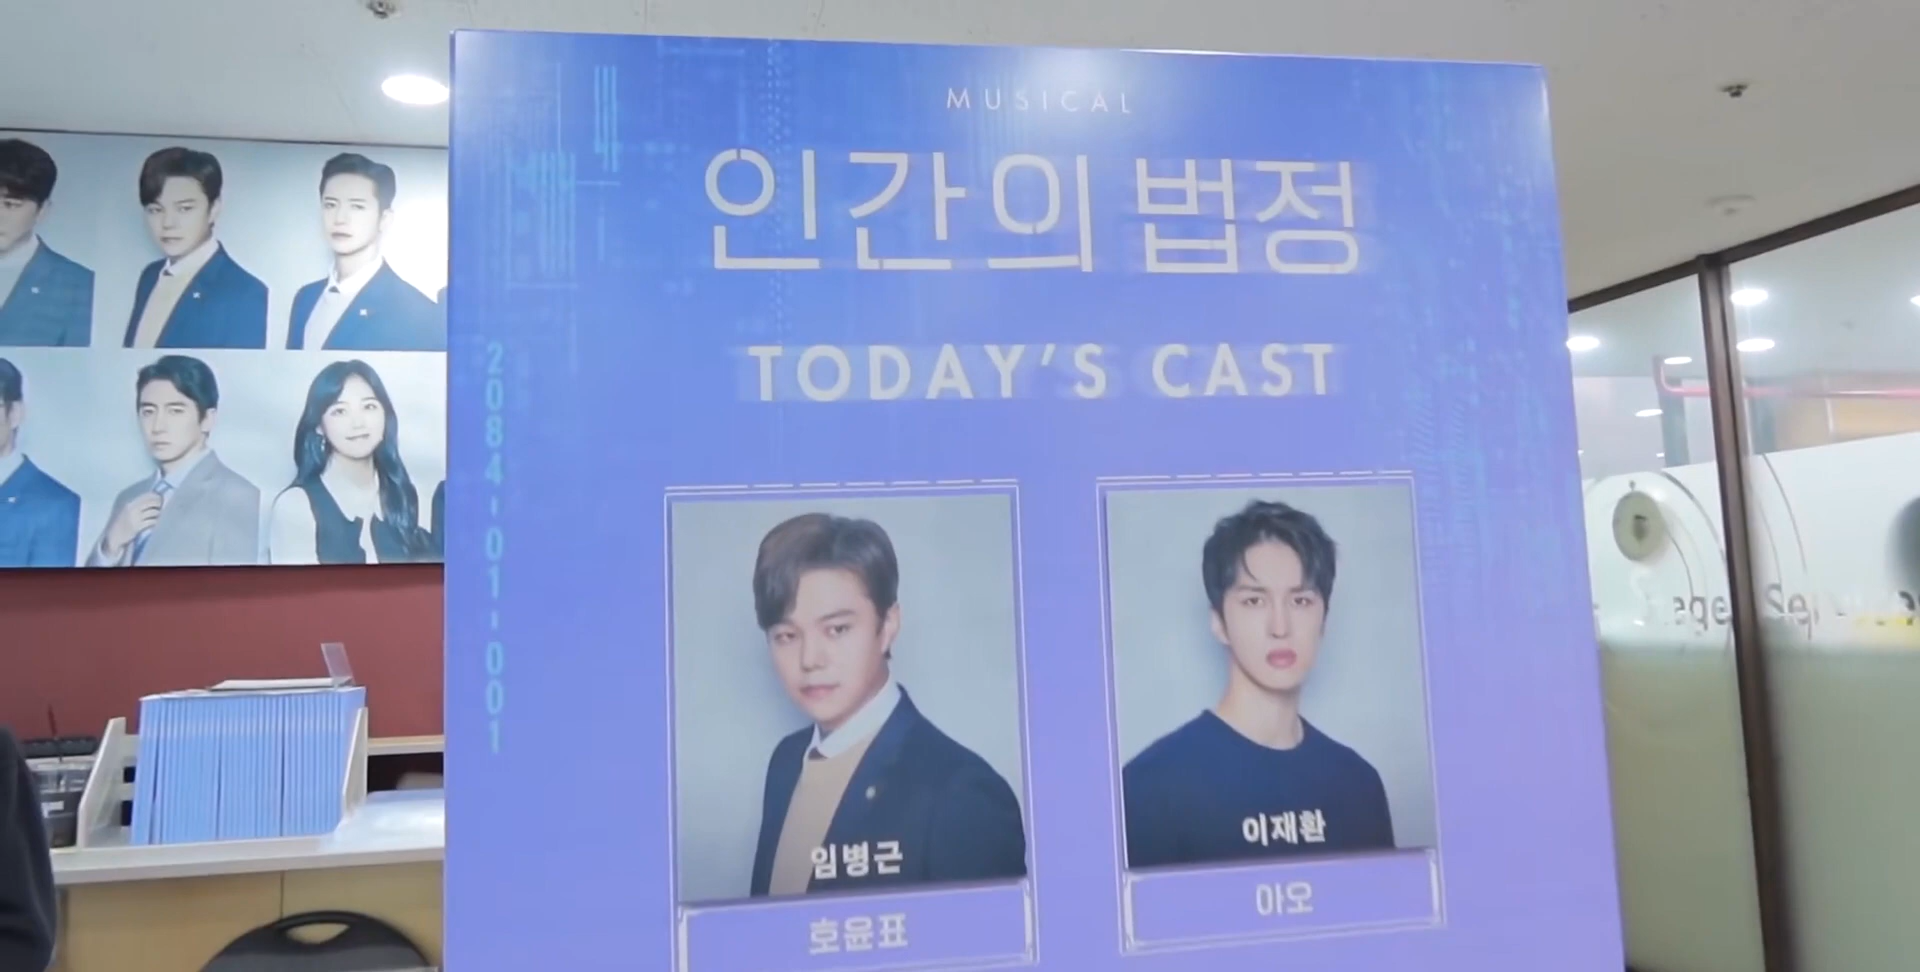 MUSICAL
인간의 법정
TODAY'S CAST
2084:01:001
임병근
호윤표
이재환
아오